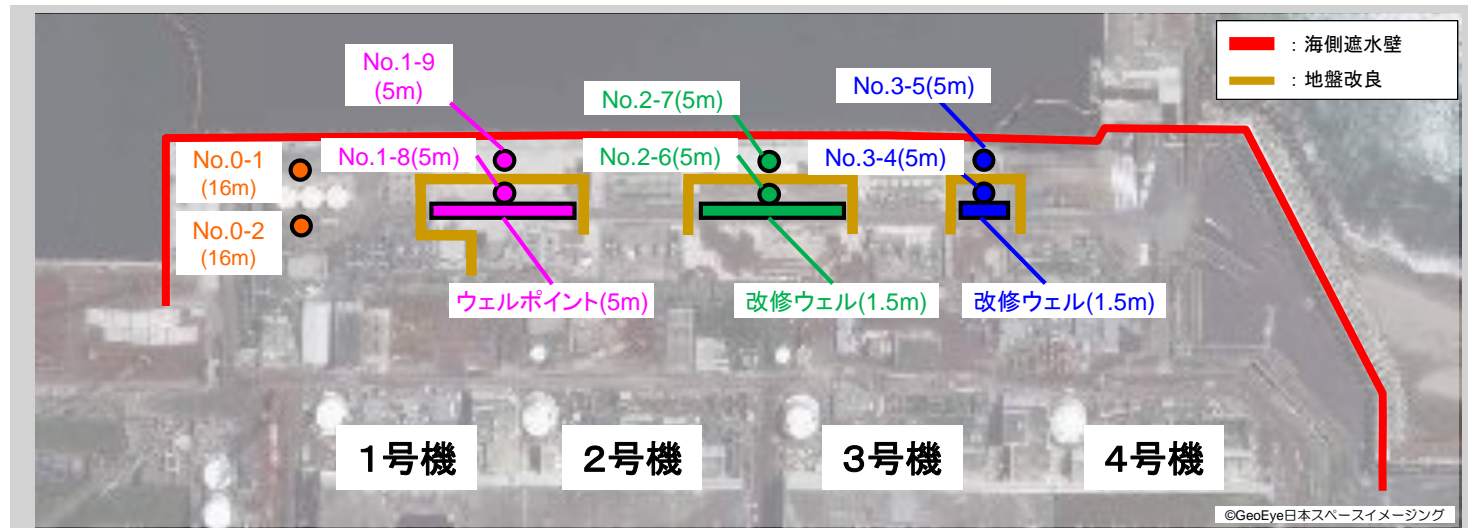 ：海側遮水壁
：地盤改良
No.1-9
(5m)
No.2-7(5m)
No.3-5(5m)
No.0-1
(16m)
No.1-8(5m)
No.2-6(5m)
No.3-4(5m)
No.0-2
(16m)
ウェルポイント(5m)
改修ウェル(1.5m)
改修ウェル(1.5m)
1号機
2号機
3号機
4号機
©GeoEye日本スペースイメージング